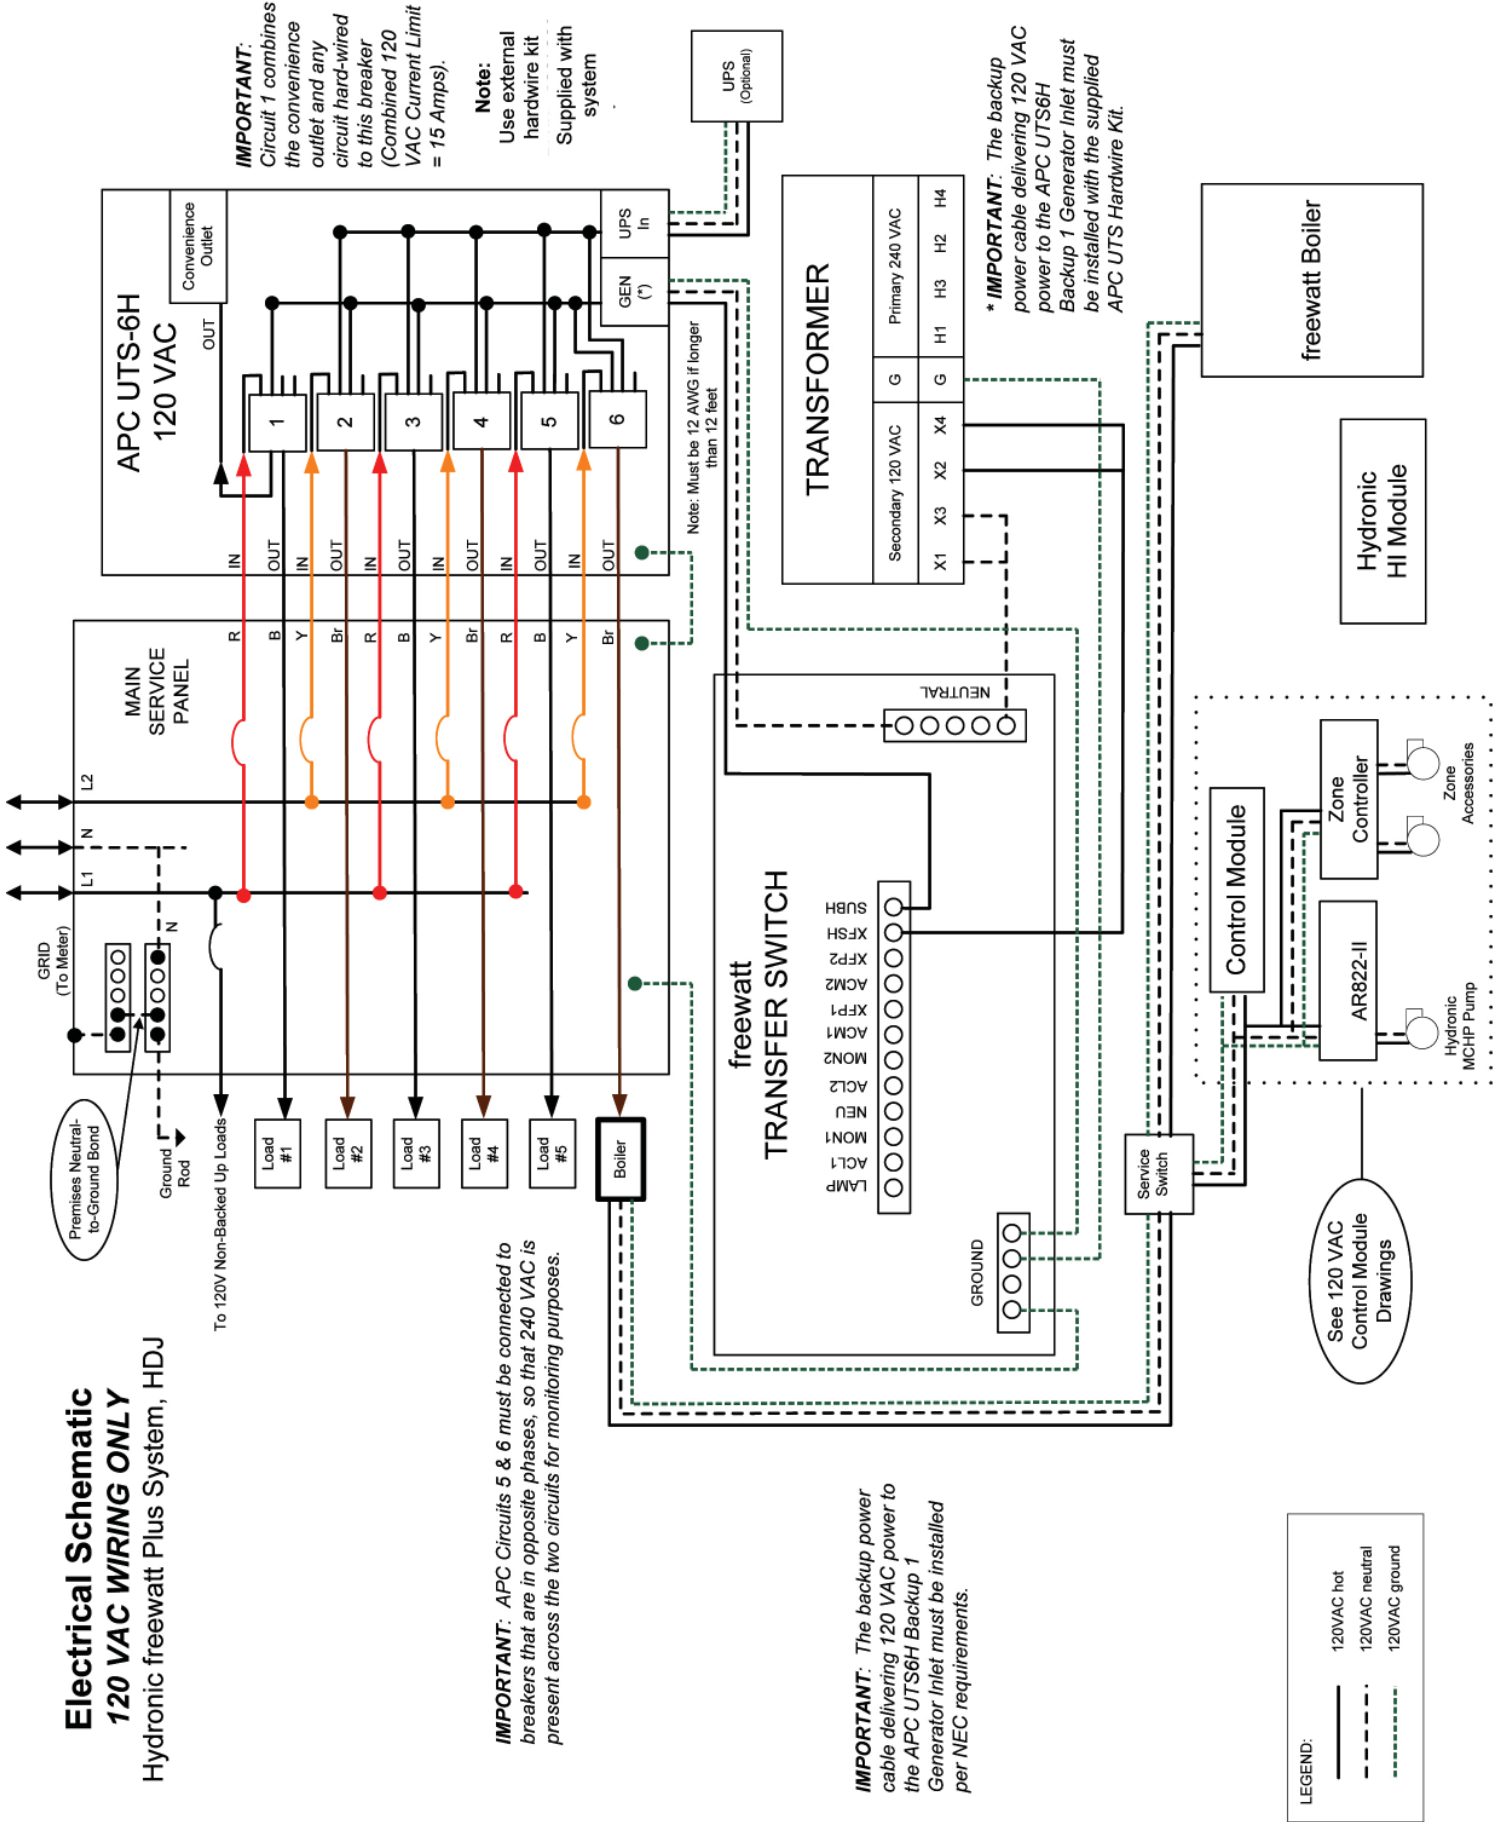 Electrical Schematic
120 VAC WIRING ONLY
Hydronic freewatt Plus System, HDJ
Premises Neutral-
to-Ground Bond
Ground
Rod
GRID
(To Meter)
L1
N
L2
N
MAIN
SERVICE
PANEL
R
B
Y
Br
R
B
Y
Br
R
B
Y
Br
To 120V Non-Backed Up Loads
Load
#1
Load
#2
Load
#3
Load
#4
Load
#5
Boiler
APC UTS-6H
120 VAC
Convenience
Outlet
OUT
IN
OUT
IN
OUT
IN
OUT
IN
OUT
IN
OUT
IN
OUT
1
2
3
4
5
6
GEN
(*)
UPS
In
IMPORTANT:
Circuit 1 combines
the convenience
outlet and any
circuit hard-wired
to this breaker
(Combined 120
VAC Current Limit
= 15 Amps).
Note:
Use external
hardwire kit
Supplied with
system
UPS
(Optional)
IMPORTANT: APC Circuits 5 & 6 must be connected to
breakers that are in opposite phases, so that 240 VAC is
present across the two circuits for monitoring purposes.
Note: Must be 12 AWG if longer
than 12 feet
freewatt
TRANSFER SWITCH
LAMP
ACL1
MON1
NEU
ACL2
MON2
ACM1
XFP1
ACM2
XFP2
XFSH
SUBH
NEUTRAL
GROUND
TRANSFORMER
Secondary 120 VAC
G
Primary 240 VAC
X1
X3
X2
X4
G
H1
H3
H2
H4
* IMPORTANT: The backup
power cable delivering 120 VAC
power to the APC UTS6H
Backup 1 Generator Inlet must
be installed with the supplied
APC UTS Hardwire Kit.
IMPORTANT: The backup power
cable delivering 120 VAC power to
the APC UTS6H Backup 1
Generator Inlet must be installed
per NEC requirements.
Service
Switch
Control Module
AR822-II
Zone
Controller
Hydronic
MCHP Pump
Zone
Accessories
freewatt Boiler
Hydronic
HI Module
See 120 VAC
Control Module
Drawings
LEGEND:
120VAC hot
120VAC neutral
120VAC ground